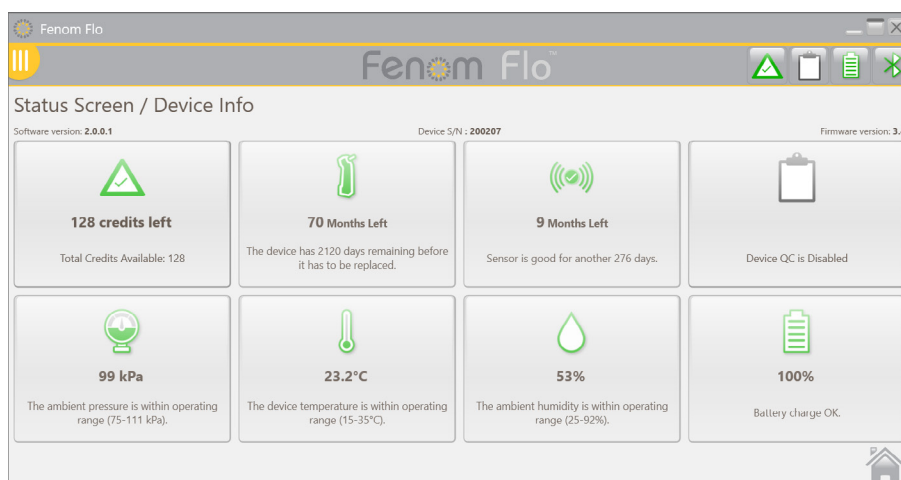 Fenom Flo
Fenom Flo™
Status Screen / Device Info
Software version: 2.0.0.1
Device S/N : 200207
Firmware version: 3.
128 credits left
Total Credits Available: 128
70 Months Left
The device has 2120 days remaining before
it has to be replaced.
9 Months Left
Sensor is good for another 276 days.
Device QC is Disabled
99 kPa
The ambient pressure is within operating
range (75-111 kPa).
23.2°C
The device temperature is within operating
range (15-35°C).
53%
The ambient humidity is within operating
range (25-92%).
100%
Battery charge OK.